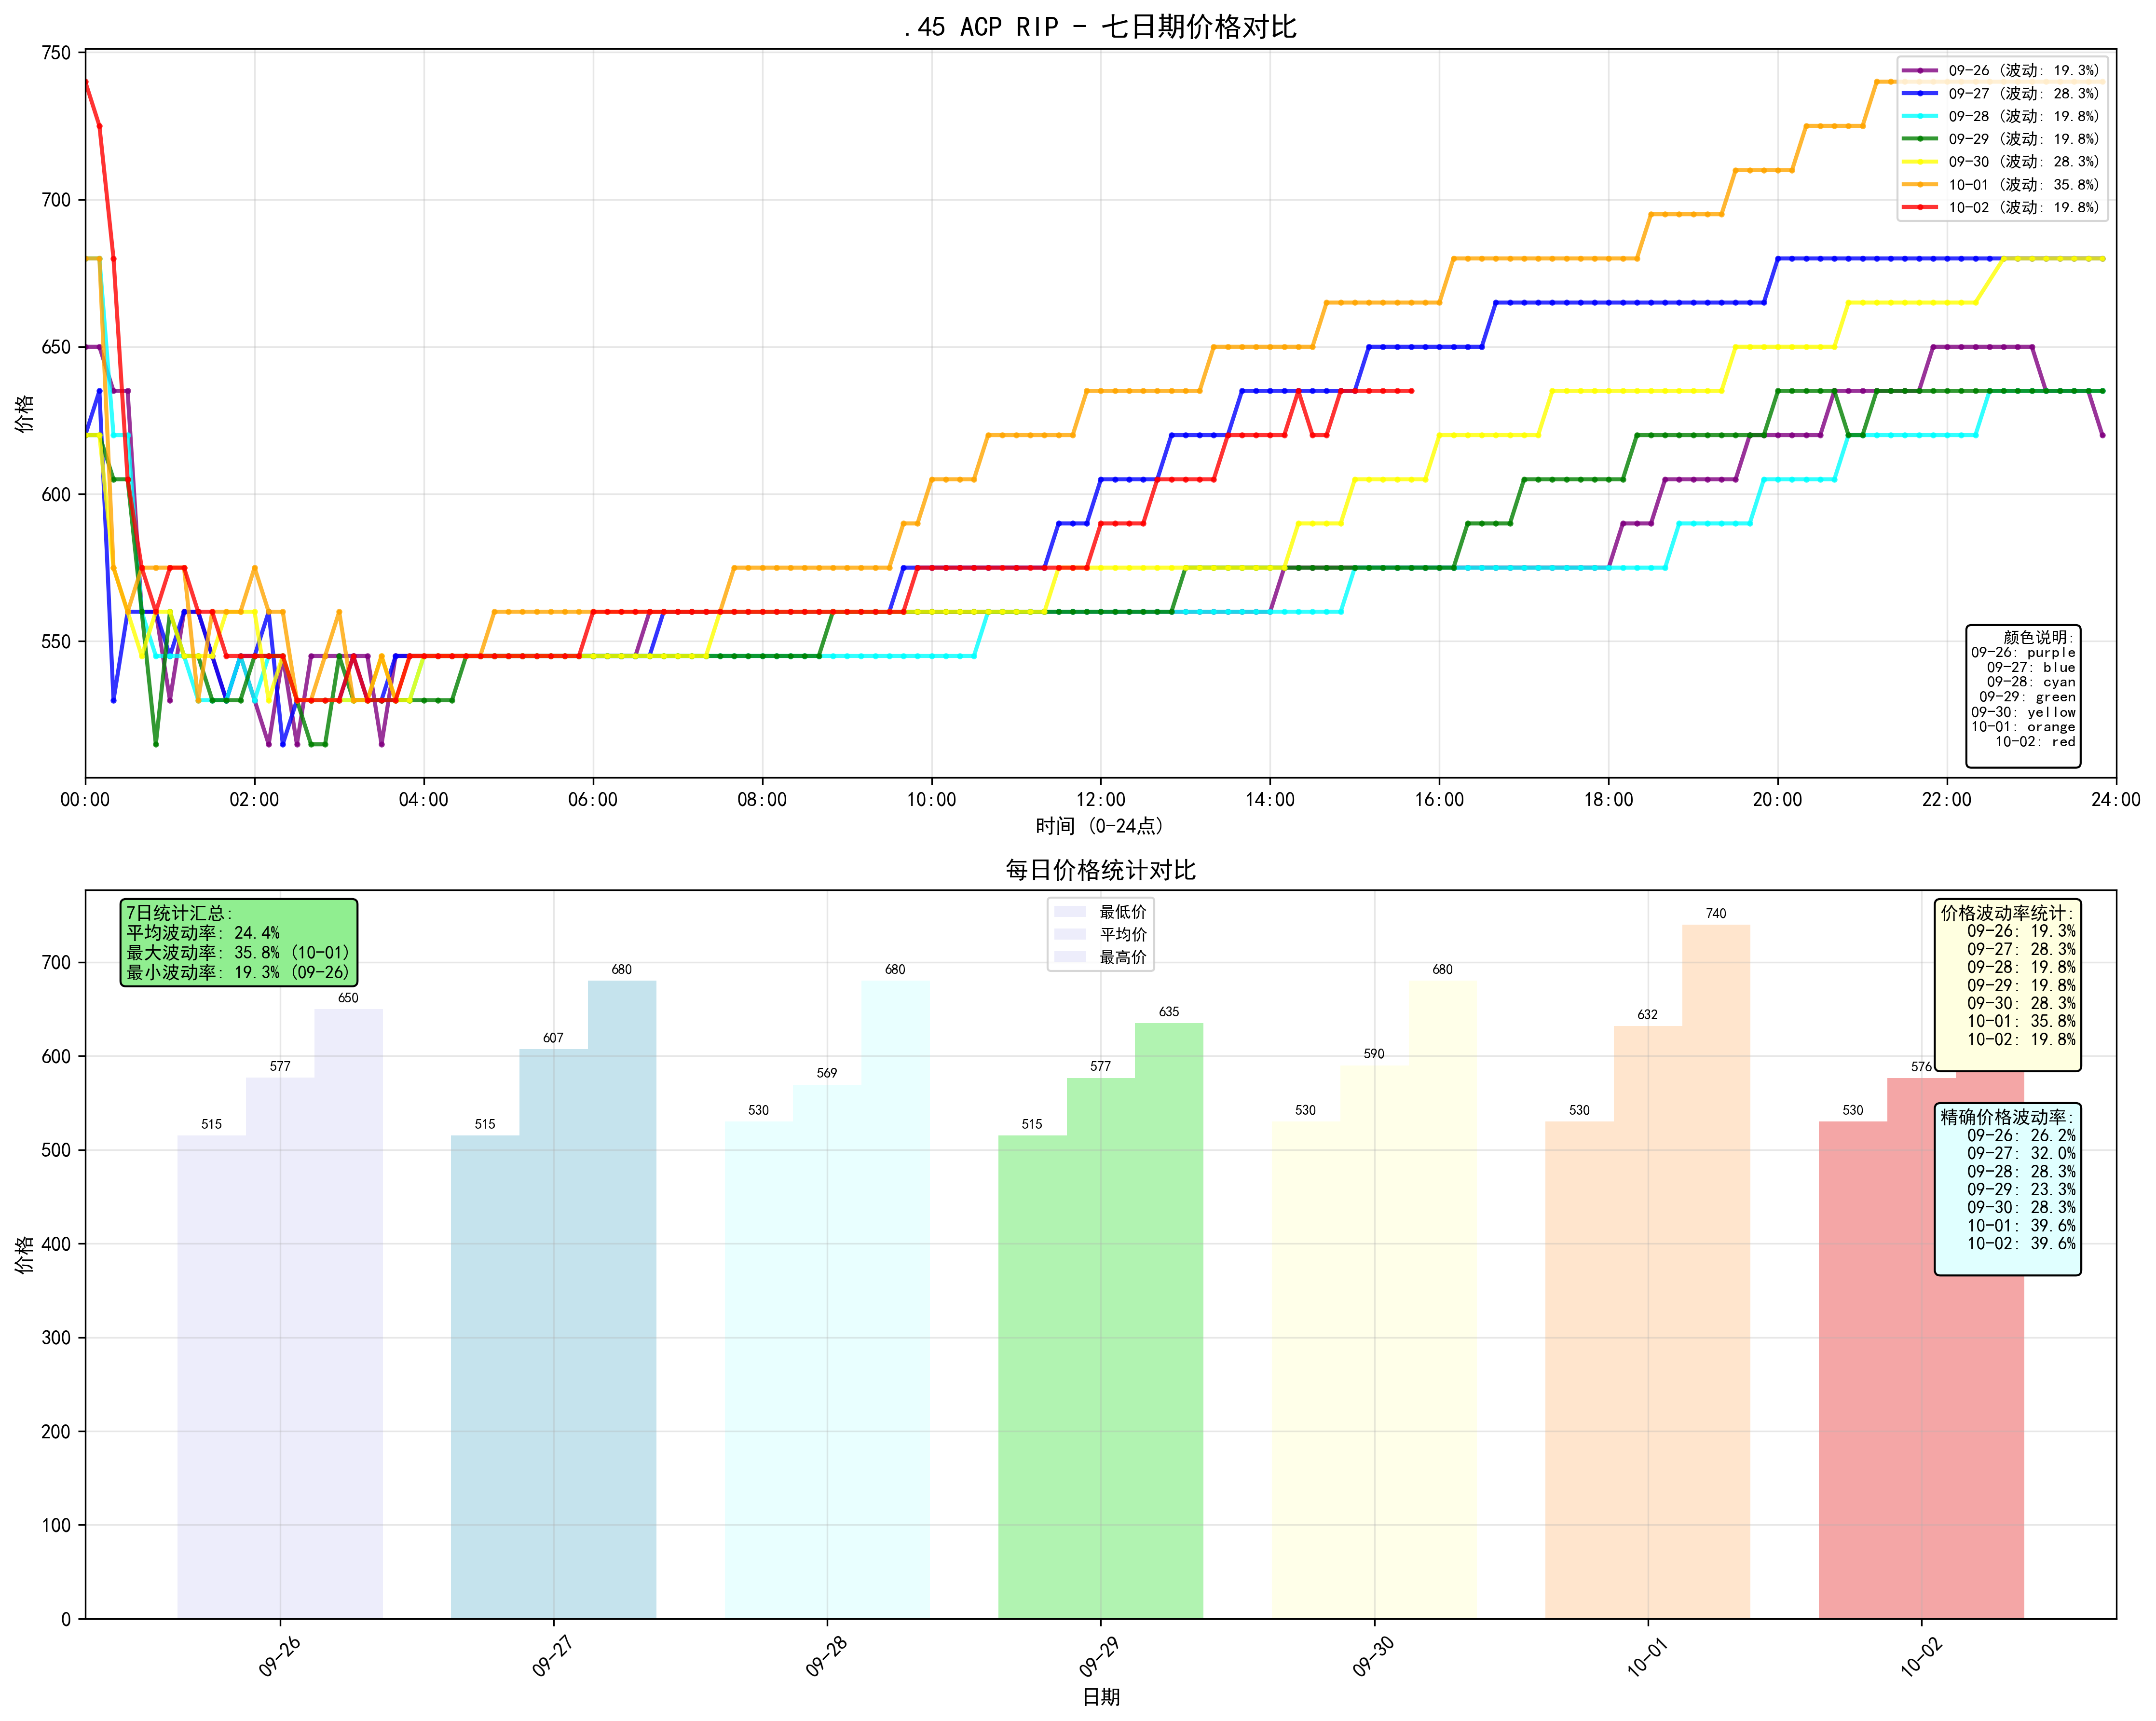 .45 ACP RIP - 七日期价格对比
价格
750
700
650
600
550
09-26 (波动: 19.3%)
09-27 (波动: 28.3%)
09-28 (波动: 19.8%)
09-29 (波动: 19.8%)
09-30 (波动: 28.3%)
10-01 (波动: 35.8%)
10-02 (波动: 19.8%)
颜色说明:
09-26: purple
09-27: blue
09-28: cyan
09-29: green
09-30: yellow
10-01: orange
10-02: red
00:00 02:00 04:00 06:00 08:00 10:00 12:00 14:00 16:00 18:00 20:00 22:00 24:00
时间 (0-24点)
每日价格统计对比
价格
700
600
500
400
300
200
100
0
7日统计汇总:
平均波动率: 24.4%
最大波动率: 35.8% (10-01)
最小波动率: 19.3% (09-26)
最低价
平均价
最高价
价格波动率统计:
09-26: 19.3%
09-27: 28.3%
09-28: 19.8%
09-29: 19.8%
09-30: 28.3%
10-01: 35.8%
10-02: 19.8%
精确价格波动率:
09-26: 26.2%
09-27: 32.0%
09-28: 28.3%
09-29: 23.3%
09-30: 28.3%
10-01: 39.6%
10-02: 39.6%
515 577 650
515 607 680
530 569 680
515 577 635
530 590 680
530 632 740
530 576
09-26 09-27 09-28 09-29 09-30 10-01 10-02
日期